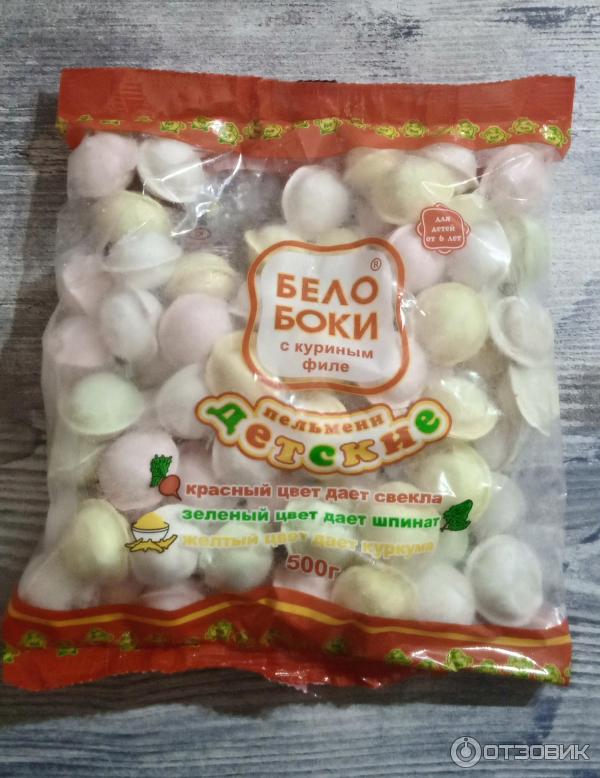 для
детей
от 6 лет
БЕЛО®
БОКИ
с куриным
филе
пельмени
детские
красный цвет дает свекла
зеленый цвет дает шпинат
желтый цвет дает куркума
500г
ОТЗОВИК